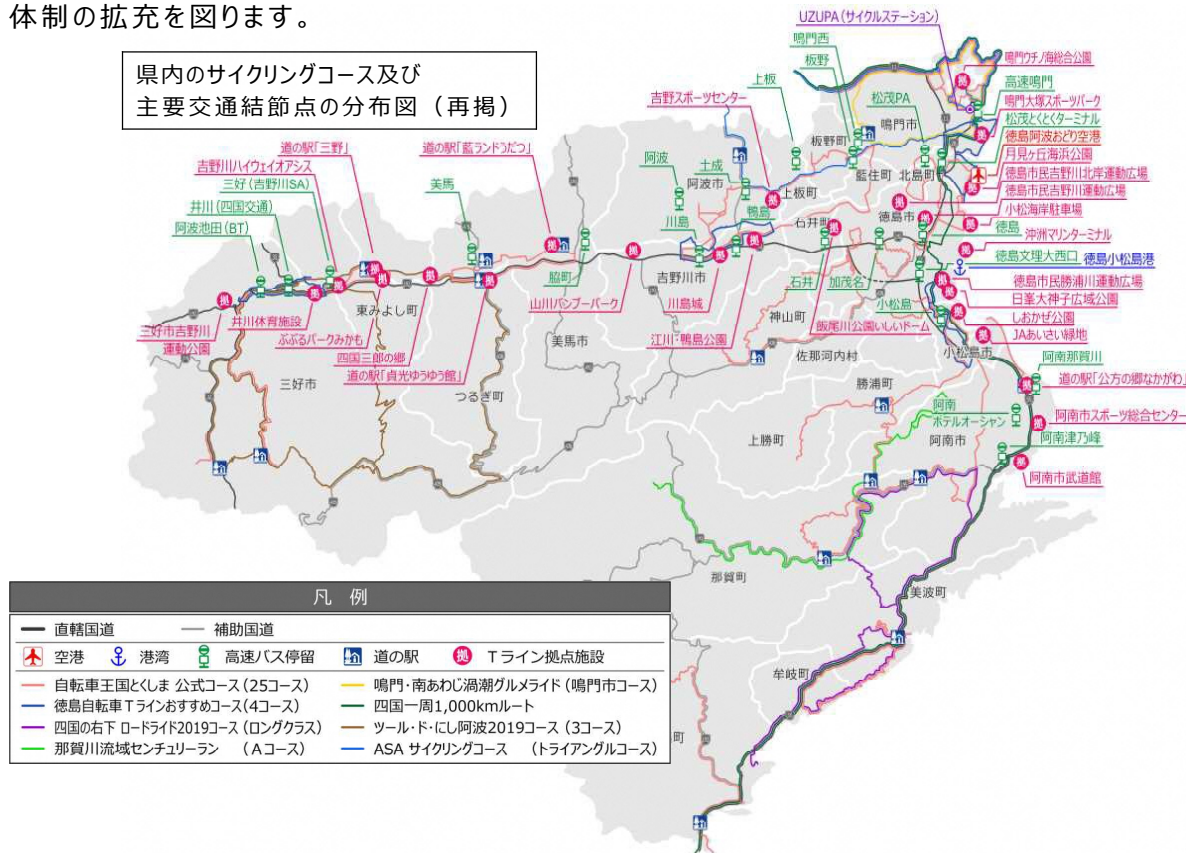 体制の拡充を図ります。
県内のサイクリングコース及び
主要交通結節点の分布図（再掲）
UZUPA（サイクルステーション）
鳴門西
板野
上板
吉野スポーツセンター
松茂PA
鳴門市
板野町
鳴門ウチノ海総合公園
高速鳴門
鳴門大塚スポーツパーク
松茂とくとくターミナル
徳島阿波おどり空港
月見ヶ丘海浜公園
徳島市民吉野川北岸運動広場
徳島市民吉野川運動広場
小松海岸駐車場
徳島
沖洲マリンターミナル
徳島文理大西口
徳島小松島港
徳島市民勝浦川運動広場
日峯大神子広域公園
しおかぜ公園
JAあいさい緑地
道の駅「三野」
吉野川ハイウェイオアシス
三好（吉野川SA）
井川（四国交通）
阿波池田（BT）
美馬
道の駅「藍ランドうだつ」
阿波
土成
阿波市
鴨島
川島
上板町
藍住町
北島町
石井町
徳島市
吉野川市
脇町
山川バンブーパーク
川島城
江川・鴨島公園
石井
加茂名
飯尾川公園いしいドーム
小松島
神山町
佐那河内村
小松島市
三好市吉野川
運動公園
井川体育施設
ぶぶるパークみかも
東みよし町
四国三郎の郷
道の駅「貞光ゆうゆう館」
美馬市
三好市
つるぎ町
勝浦町
上勝町
阿南
ホテルオーシャン
阿南市
阿南那賀川
道の駅「公方の郷なかがわ」
阿南市スポーツ総合センター
阿南津乃峰
阿南市武道館
那賀町
美波町
牟岐町
町
凡 例
直轄国道
補助国道
空港
港湾
高速バス停留
道の駅
拠
Tライン拠点施設
自転車王国とくしま 公式コース（25コース）
鳴門・南あわじ渦潮グルメライド（鳴門市コース）
徳島自転車Tラインおすすめコース（4コース）
四国一周1,000kmルート
四国の右下 ロードライド2019コース（ロングクラス）
ツール・ド・にし阿波2019コース（3コース）
那賀川流域センチュリーラン （Aコース）
ASA サイクリングコース （トライアングルコース）